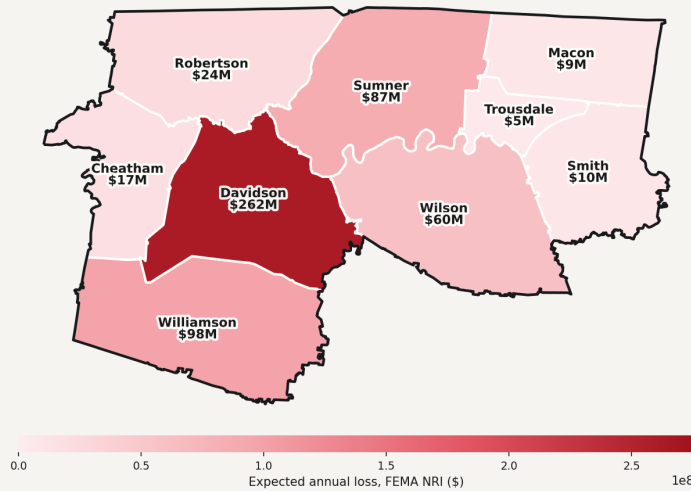 Robertson
$24M
Sumner
$87M
Macon
$9M
Trousdale
$5M
Cheatham
$17M
Davidson
$262M
Wilson
$60M
Smith
$10M
Williamson
$98M
0.0 0.5 1.0 1.5 2.0 2.5
1e8
Expected annual loss, FEMA NRI ($)